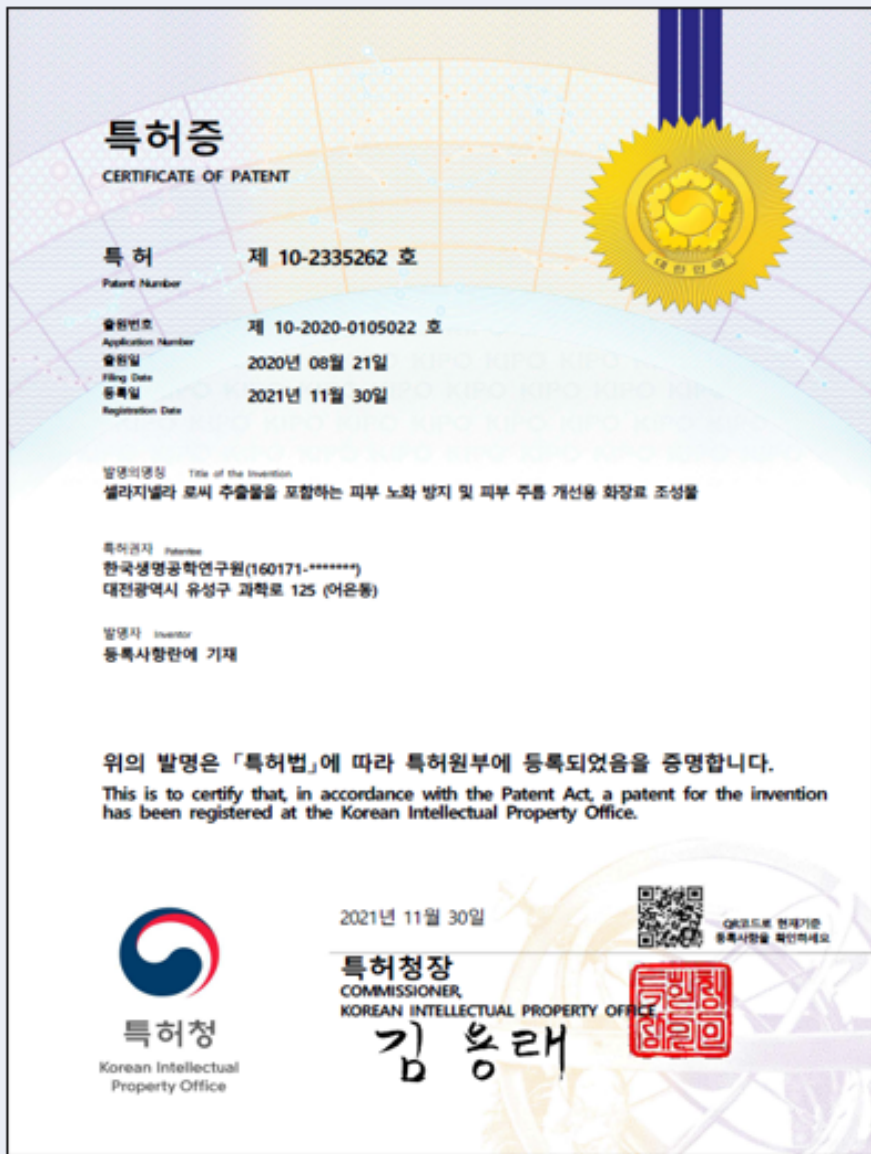 특허증
CERTIFICATE OF PATENT
특 허 제 10-2335262 호
Patent Number
출원번호 제 10-2020-0105022 호
Application Number
출원일 2020년 08월 21일
Filing Date
등록일 2021년 11월 30일
Registration Date
발명의명칭 Title of the Invention
셀라지넬라 로씨 추출물을 포함하는 피부 노화 방지 및 피부 주름 개선용 화장료 조성물
특허권자 Patentee
한국생명공학연구원(160171-*******)
대전광역시 유성구 과학로 125 (어은동)
발명자 Inventor
등록사항란에 기재
위의 발명은 「특허법」에 따라 특허원부에 등록되었음을 증명합니다.
This is to certify that, in accordance with the Patent Act, a patent for the invention
has been registered at the Korean Intellectual Property Office.
2021년 11월 30일
QR코드로 현재기준
등록사항을 확인하세요
특허청장
COMMISSIONER,
KOREAN INTELLECTUAL PROPERTY OFFICE
김용래
특허청
Korean Intellectual
Property Office
대한민국